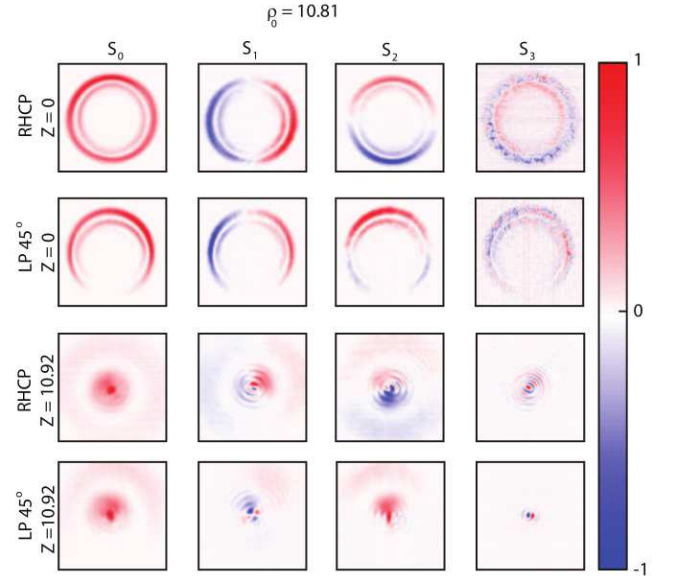 ρ₀ = 10.81
S₀ S₁ S₂ S₃
RHCP
Z = 0
LP 45°
Z = 0
RHCP
Z = 10.92
LP 45°
Z =10.92
1
0
-1